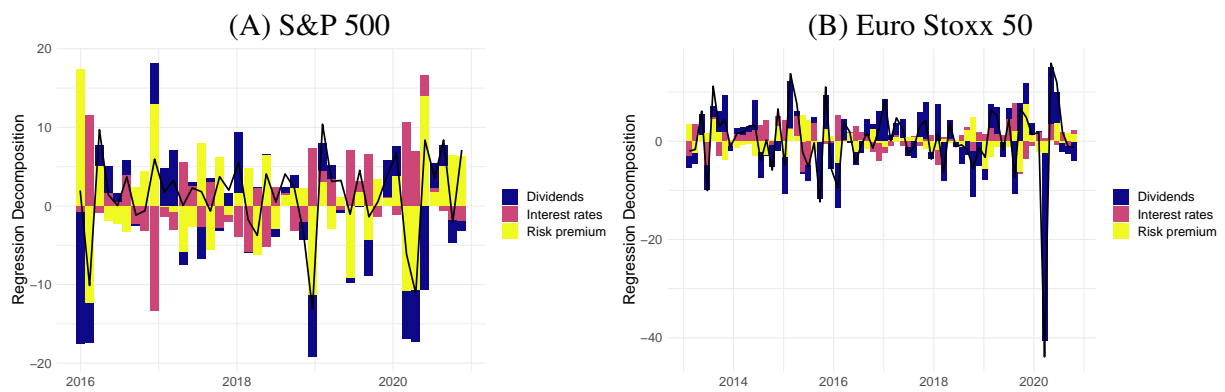 (A) S&P 500
Regression Decomposition
20
10
0
−10
−20
2016
2018
2020
Dividends
Interest rates
Risk premium
(B) Euro Stoxx 50
Regression Decomposition
0
−20
−40
2014
2016
2018
2020
Dividends
Interest rates
Risk premium